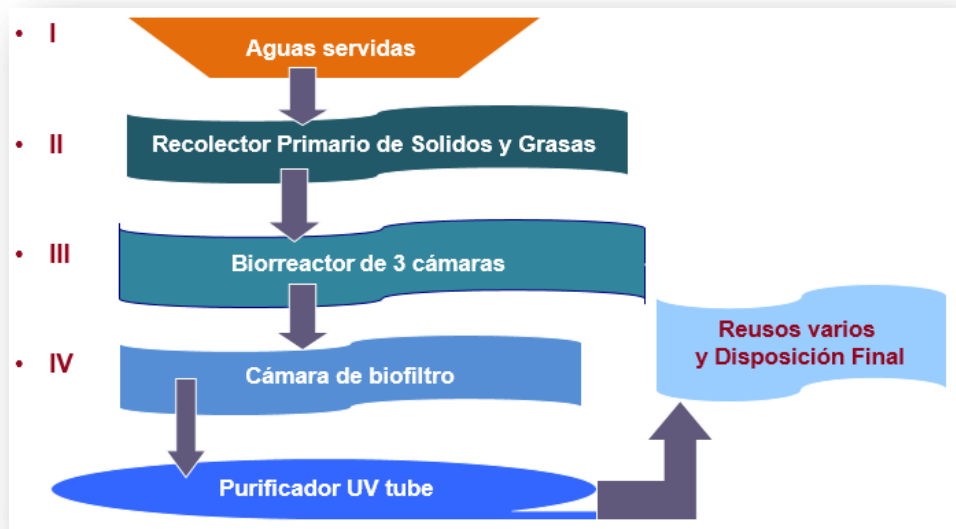 • I
Aguas servidas
• II
Recolector Primario de Solidos y Grasas
• III
Biorreactor de 3 cámaras
Reusos varios
y Disposición Final
• IV
Cámara de biofiltro
Purificador UV tube